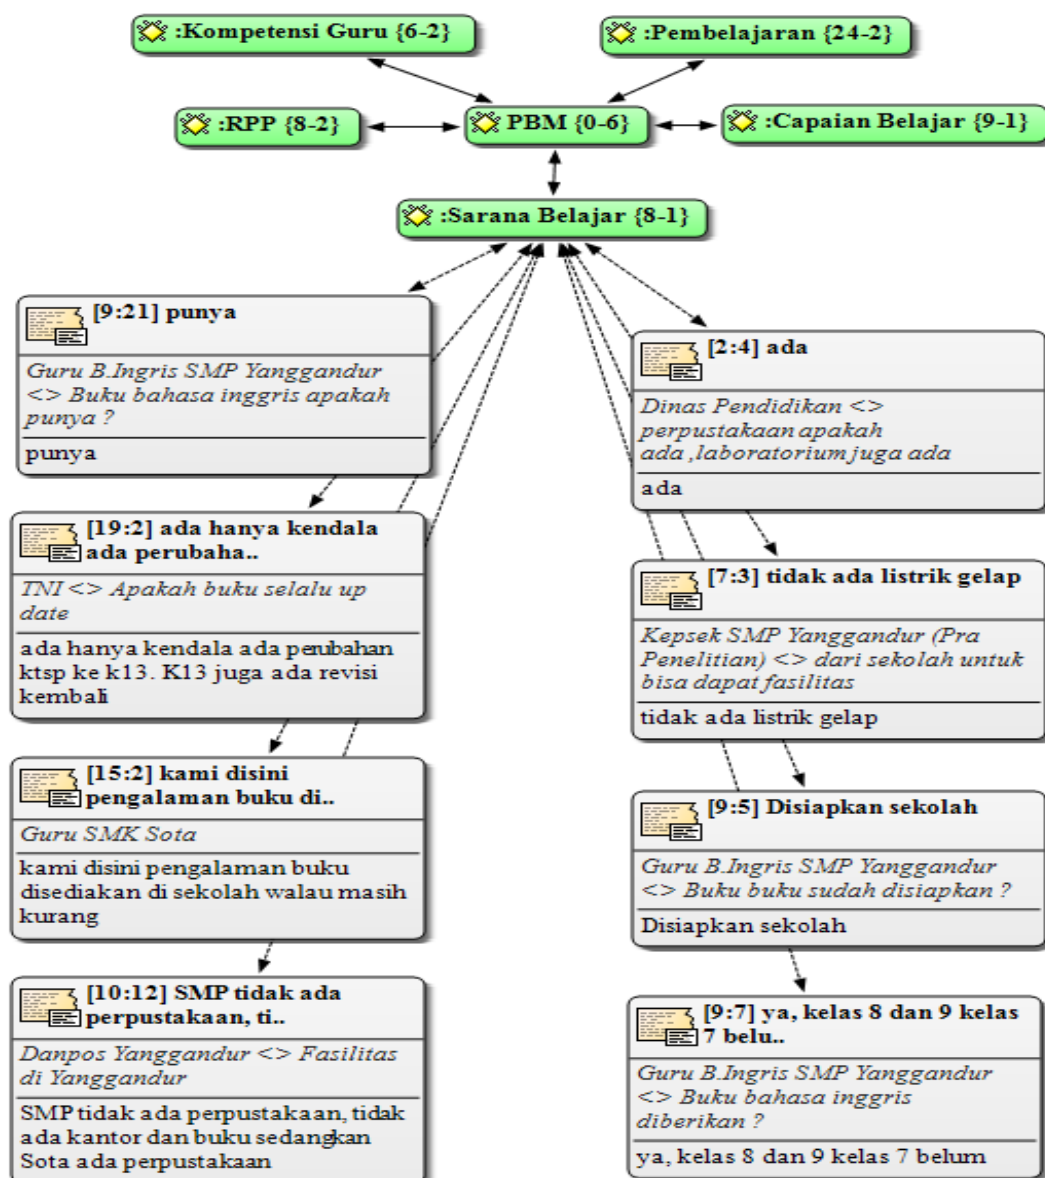 :Kompetensi Guru {6-2}
:Pembelajaran {24-2}
:RPP {8-2}
PBM {0-6}
:Capaian Belajar {9-1}
:Sarana Belajar {8-1}
[9:21] punya
Guru B.Ingris SMP Yanggandur
<> Buku bahasa inggris apakah
punya ?
punya
[19:2] ada hanya kendala
ada perubaha..
TNI <> Apakah buku selalu up
date
ada hanya kendala ada perubahan
ktsp ke k13. K13 juga ada revisi
kembali
[15:2] kami disini
pengalaman buku di..
Guru SMK Sota
kami disini pengalaman buku
disediakan di sekolah walau masih
kurang
[10:12] SMP tidak ada
perpustakaan, ti..
Danpos Yanggandur <> Fasilitas
di Yanggandur
SMP tidak ada perpustakaan, tidak
ada kantor dan buku sedangkan
Sota ada perpustakaan
[2:4] ada
Dinas Pendidikan <>
perpustakaan apakah
ada ,laboratorium juga ada
ada
[7:3] tidak ada listrik gelap
Kepsek SMP Yanggandur (Pra
Penelitian) <> dari sekolah untuk
bisa dapat fasilitas
tidak ada listrik gelap
[9:5] Disiapkan sekolah
Guru B.Ingris SMP Yanggandur
<> Buku buku sudah disiapkan ?
Disiapkan sekolah
[9:7] ya, kelas 8 dan 9 kelas
7 belu..
Guru B.Ingris SMP Yanggandur
<> Buku bahasa inggris
diberikan ?
ya, kelas 8 dan 9 kelas 7 belum